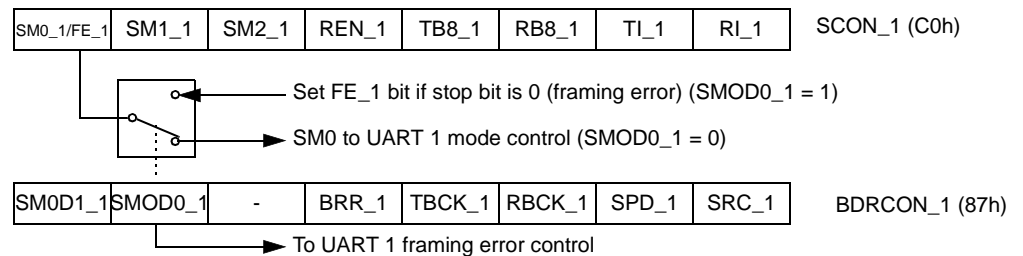 SM0_1/FE_1 SM1_1 SM2_1 REN_1 TB8_1 RB8_1 TI_1 RI_1 SCON_1 (C0h)
Set FE_1 bit if stop bit is 0 (framing error) (SMOD0_1 = 1)
SM0 to UART 1 mode control (SMOD0_1 = 0)
SM0D1_1 SMOD0_1 - BRR_1 TBCK_1 RBCK_1 SPD_1 SRC_1 BDRCON_1 (87h)
To UART 1 framing error control